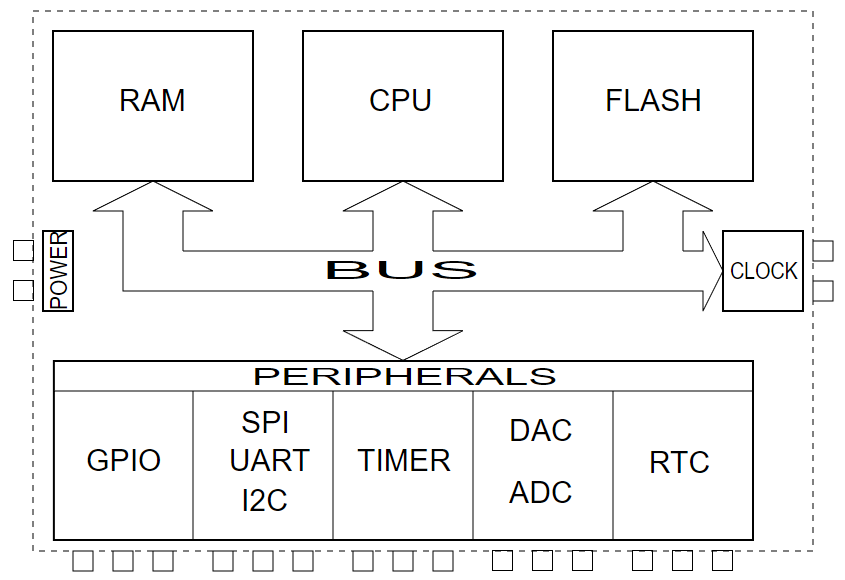 RAM
CPU
FLASH
POWER
BUS
CLOCK
PERIPHERALS
GPIO
SPI
UART
I2C
TIMER
DAC
ADC
RTC